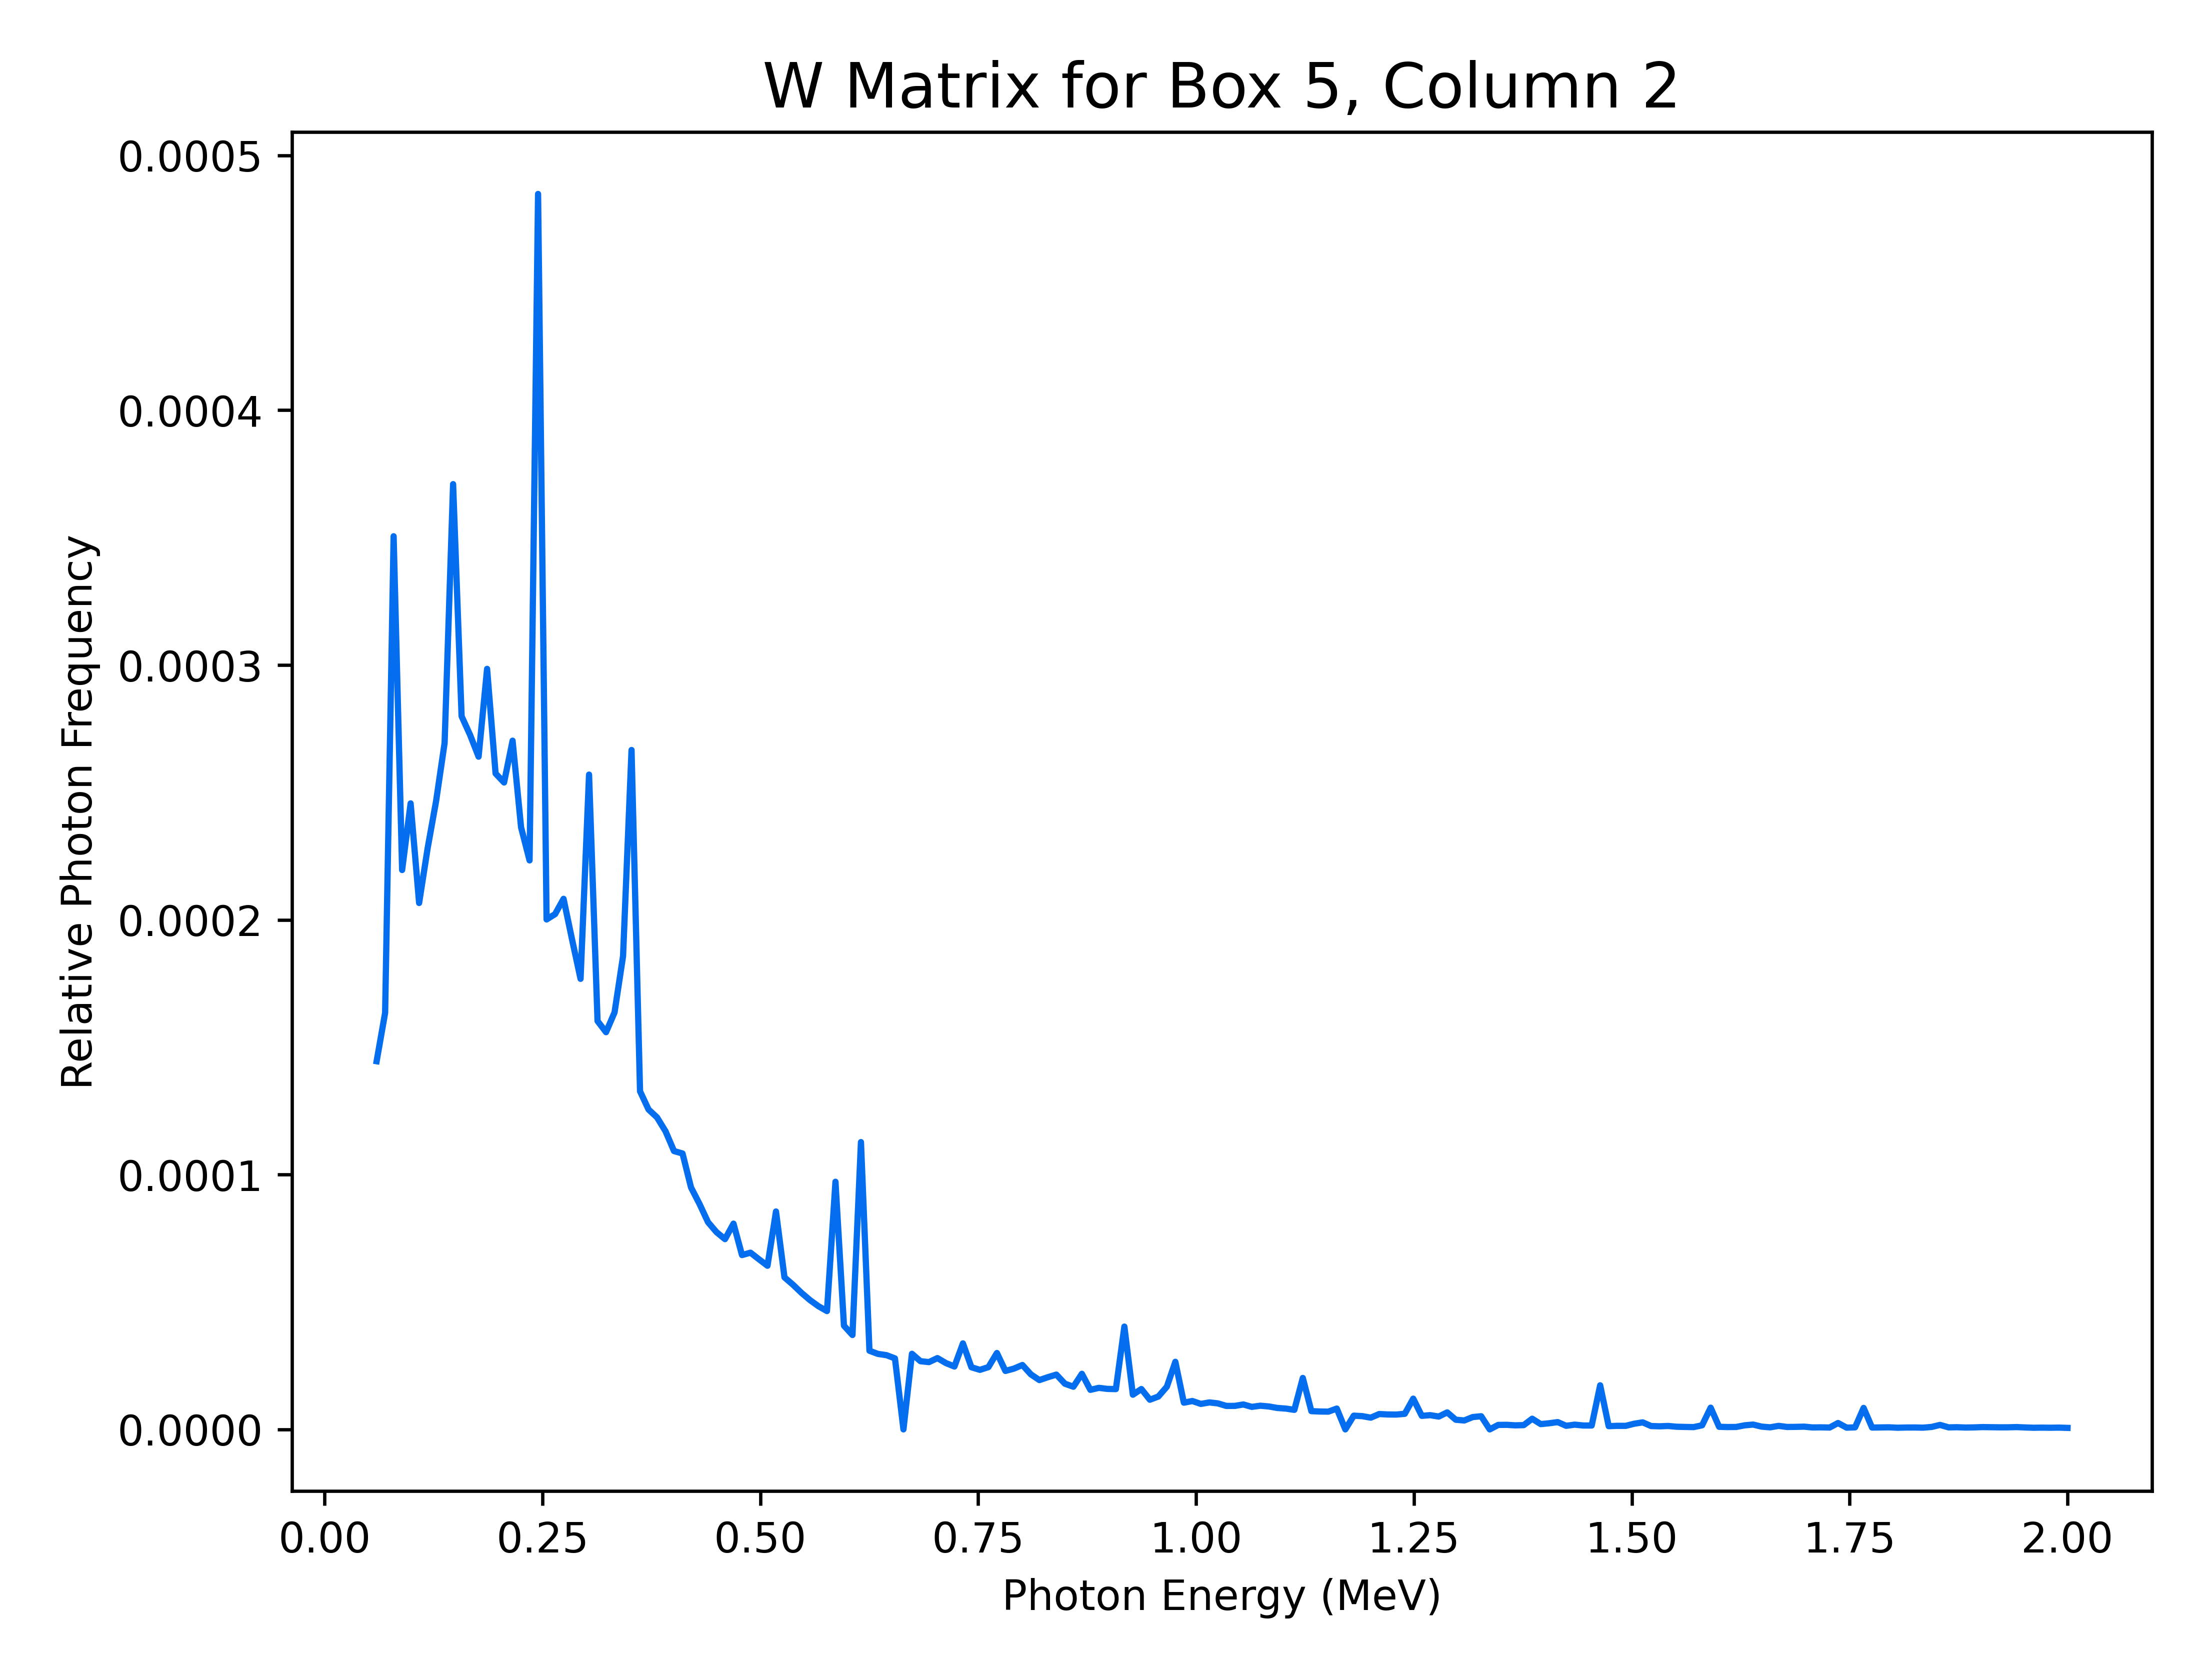 W Matrix for Box 5, Column 2
0.0005
0.0004
0.0003
0.0002
0.0001
0.0000
Relative Photon Frequency
0.00 0.25 0.50 0.75 1.00 1.25 1.50 1.75 2.00
Photon Energy (MeV)